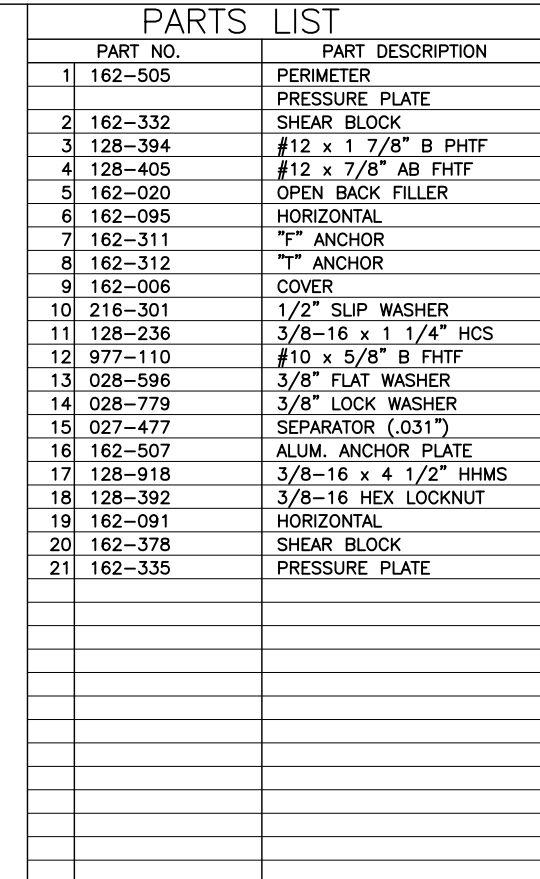 PARTS LIST
PART NO. PART DESCRIPTION
1 162-505 PERIMETER
PRESSURE PLATE
2 162-332 SHEAR BLOCK
3 128-394 #12 x 1 7/8" B PHTF
4 128-405 #12 x 7/8" AB FHTF
5 162-020 OPEN BACK FILLER
6 162-095 HORIZONTAL
7 162-311 "F" ANCHOR
8 162-312 "T" ANCHOR
9 162-006 COVER
10 216-301 1/2" SLIP WASHER
11 128-236 3/8-16 x 1 1/4" HCS
12 977-110 #10 x 5/8" B FHTF
13 028-596 3/8" FLAT WASHER
14 028-779 3/8" LOCK WASHER
15 027-477 SEPARATOR (.031")
16 162-507 ALUM. ANCHOR PLATE
17 128-918 3/8-16 x 4 1/2" HHMS
18 128-392 3/8-16 HEX LOCKNUT
19 162-091 HORIZONTAL
20 162-378 SHEAR BLOCK
21 162-335 PRESSURE PLATE